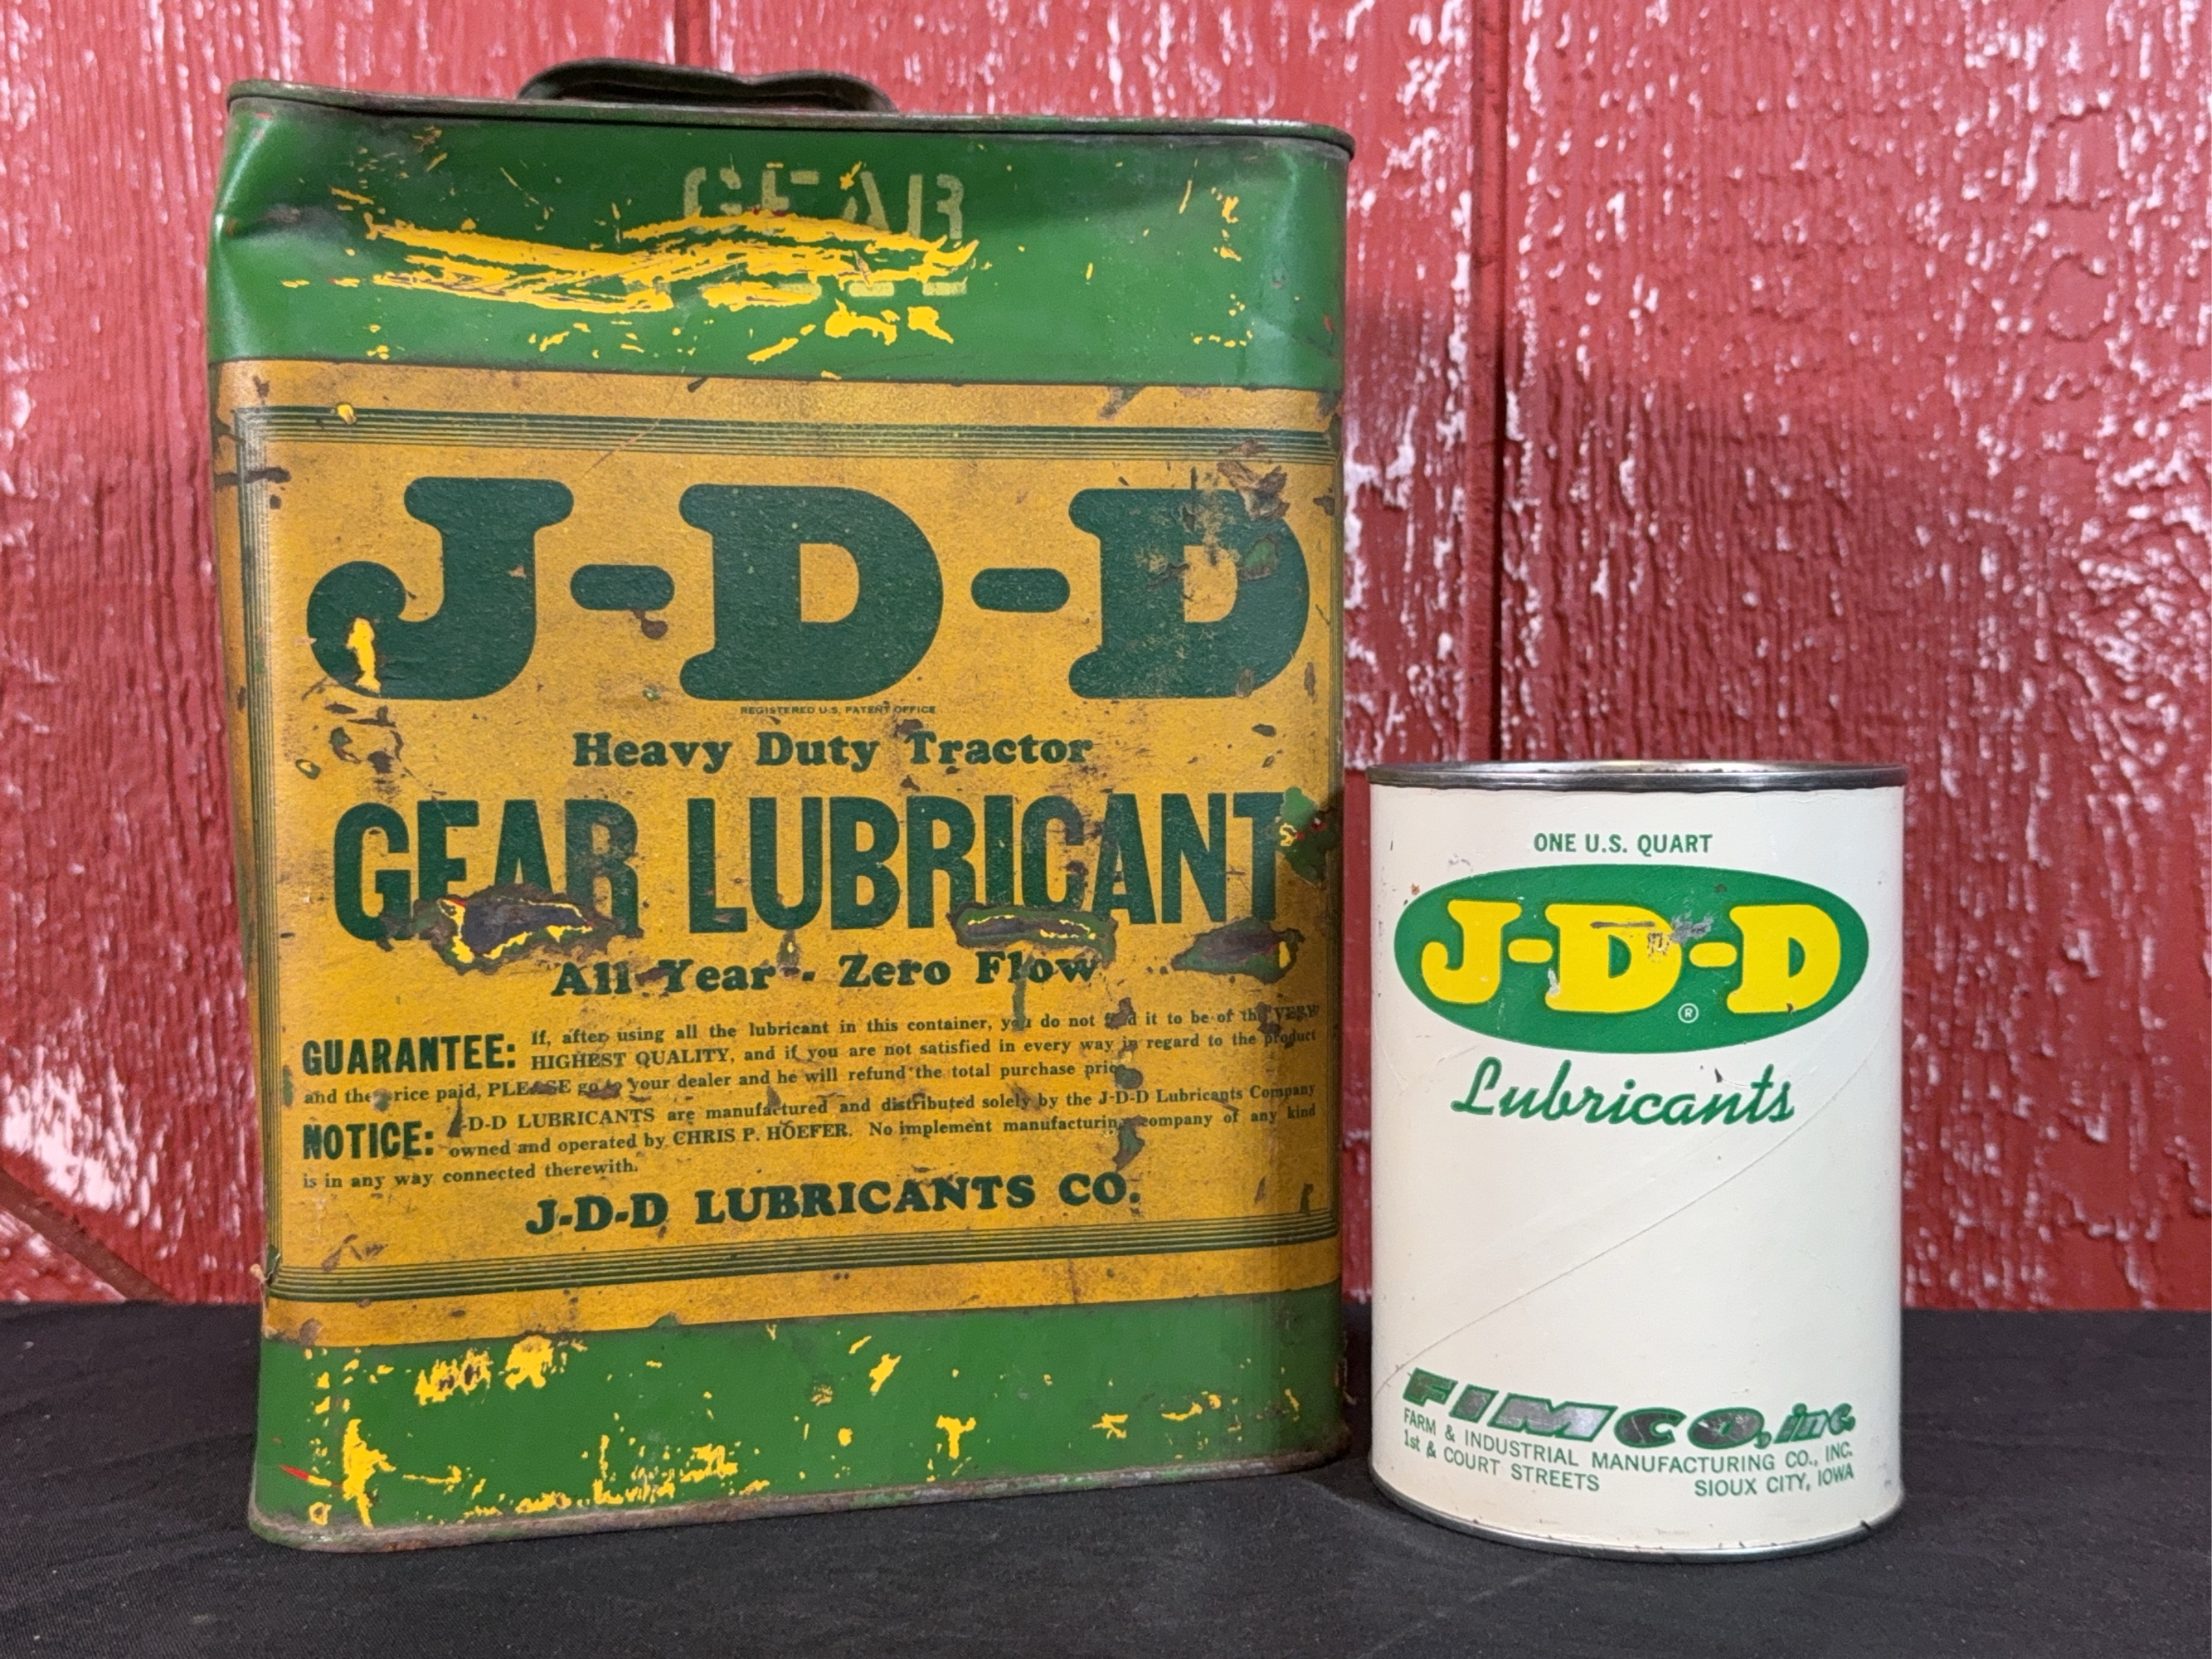 GEAR
J-D-D
REGISTERED U.S. PATENT OFFICE
Heavy Duty Tractor
GEAR LUBRICANT
All Year - Zero Flow
GUARANTEE: If, after using all the lubricant in this container, you do not find it to be of the VERY
HIGHEST QUALITY, and if you are not satisfied in every way in regard to the product
and the price paid, PLEASE go to your dealer and he will refund the total purchase price.
NOTICE: J-D-D LUBRICANTS are manufactured and distributed solely by the J-D-D Lubricants Company
owned and operated by CHRIS P. HOEFER. No implement manufacturing company of any kind
is in any way connected therewith.
J-D-D LUBRICANTS CO.
ONE U.S. QUART
J-D-D
®
Lubricants
FIMCO, inc.
FARM & INDUSTRIAL MANUFACTURING CO., INC.
1st & COURT STREETS SIOUX CITY, IOWA